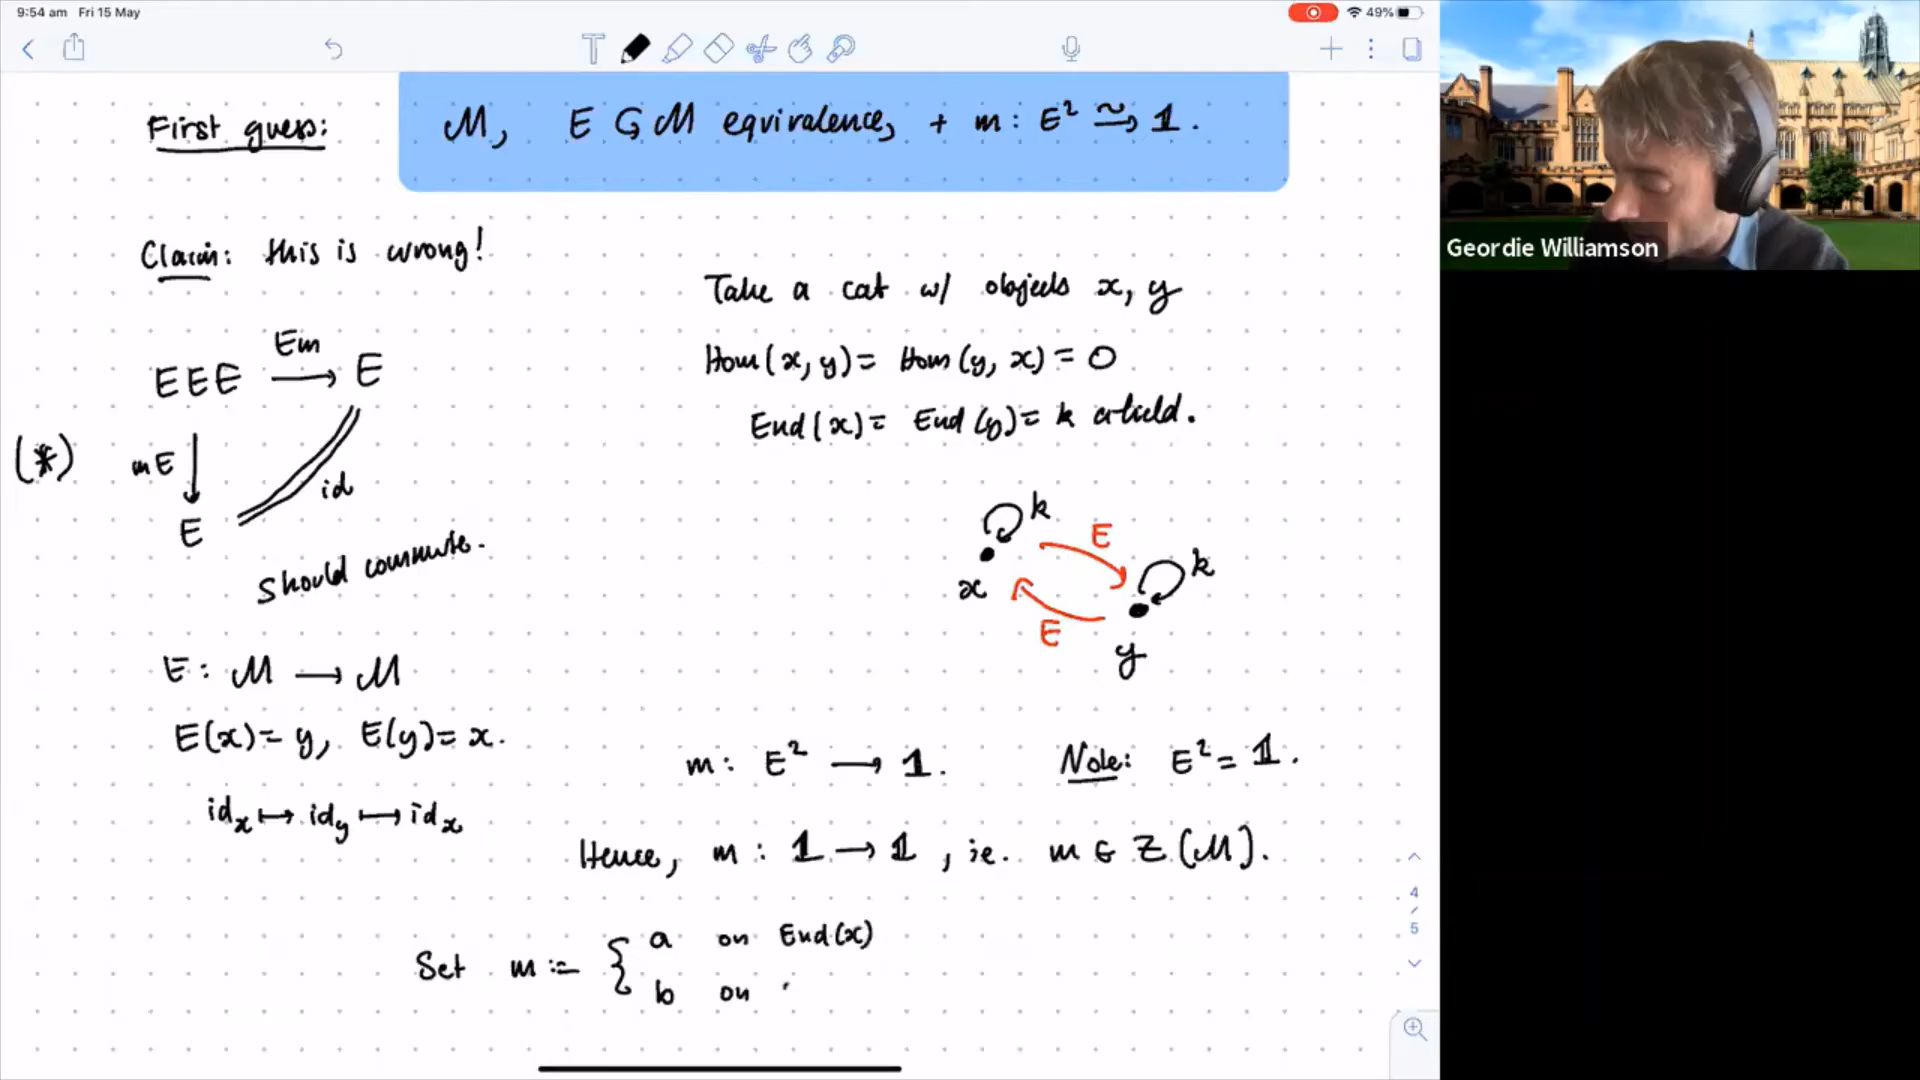 9:54 am Fri 15 May
49%
First guess:
M, E G M equivalence, + m : E² ⥲ 1.
Claim: this is wrong!
EEE → E
Em
(*)
mE
id
E
should commute.
E : M → M
E(x) = y, E(y) = x.
id_x ↦ id_y ↦ id_x
Take a cat w/ objects x, y
Hom(x, y) = Hom(y, x) = 0
End(x) = End(y) = k a field.
k
E
x
k
E
y
m : E² → 1. Note: E² = 1.
Hence, m : 1 → 1, ie. m ∈ Z(M).
Set m := { a on End(x)
b on
4
/
5
Geordie Williamson